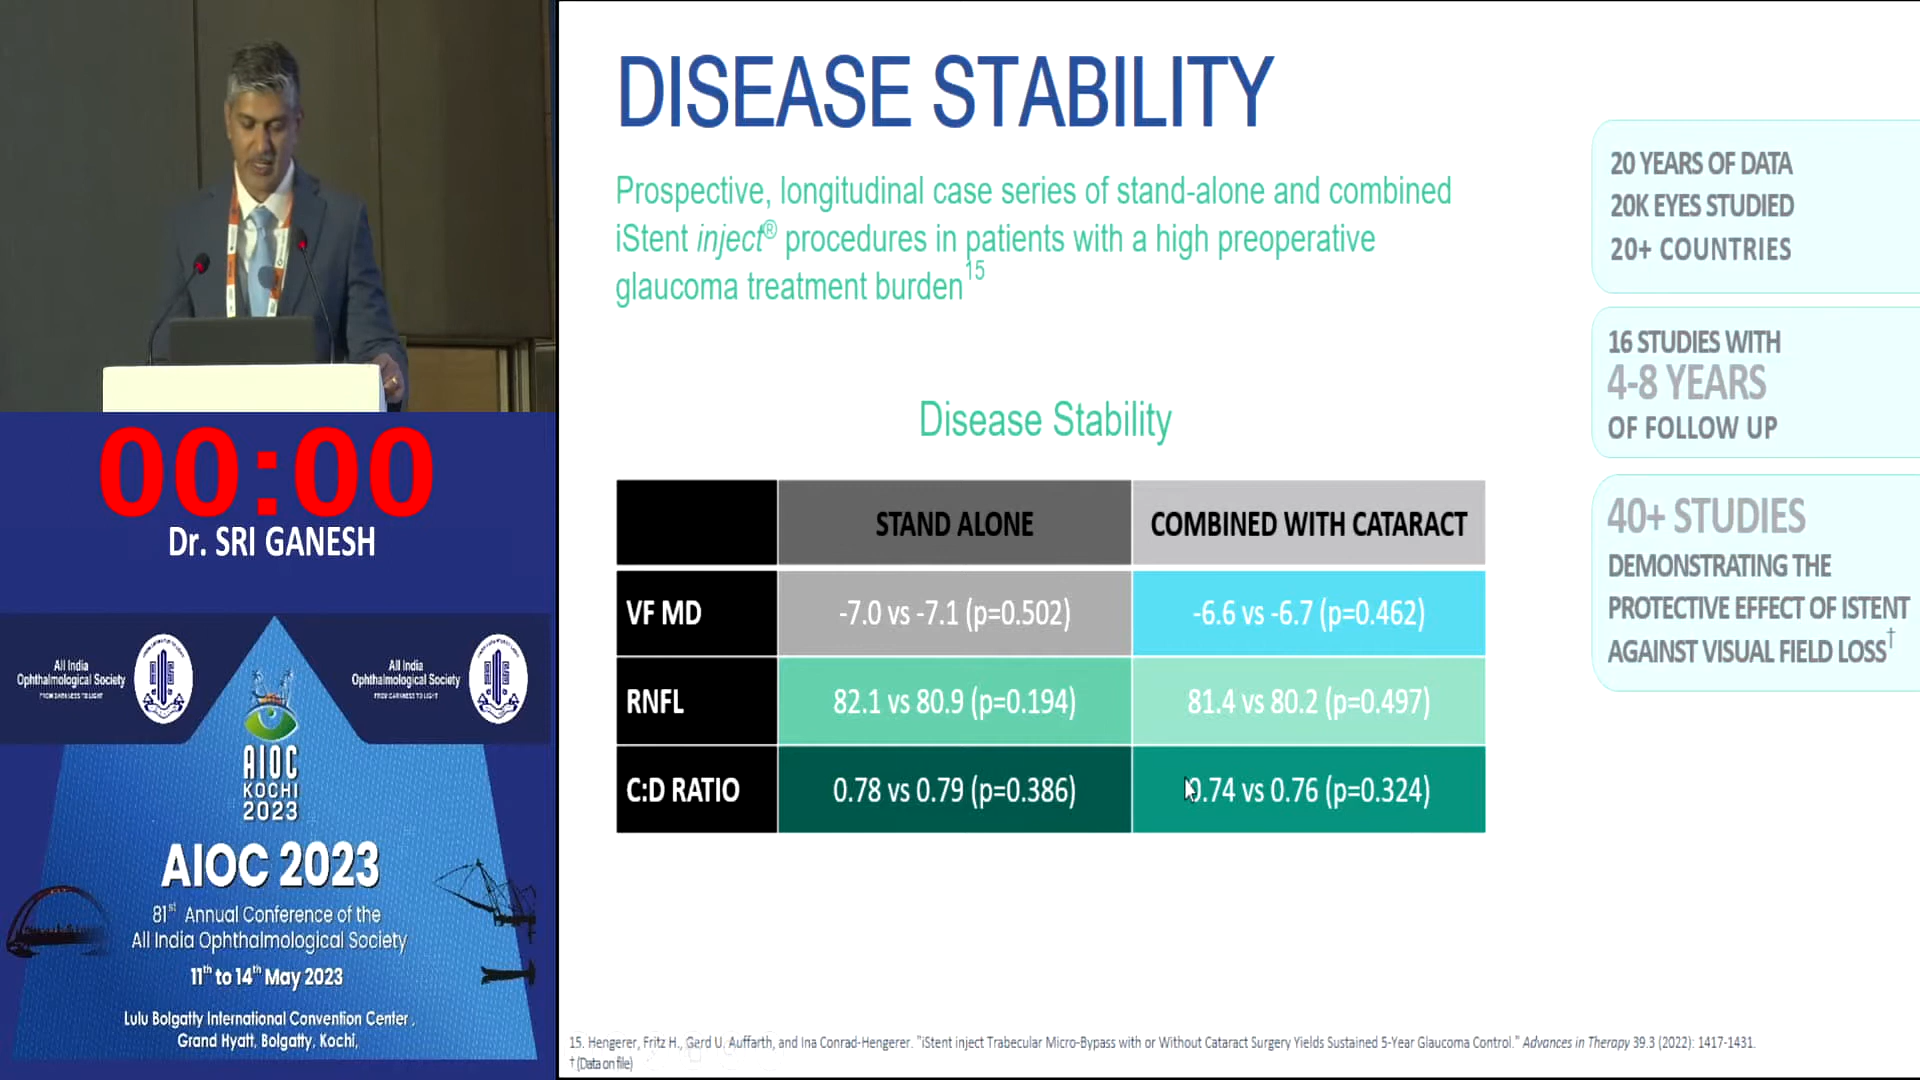 DISEASE STABILITY
Prospective, longitudinal case series of stand-alone and combined
iStent inject® procedures in patients with a high preoperative
glaucoma treatment burden15
Disease Stability
STAND ALONE COMBINED WITH CATARACT
VF MD -7.0 vs -7.1 (p=0.502) -6.6 vs -6.7 (p=0.462)
RNFL 82.1 vs 80.9 (p=0.194) 81.4 vs 80.2 (p=0.497)
C:D RATIO 0.78 vs 0.79 (p=0.386) 0.74 vs 0.76 (p=0.324)
20 YEARS OF DATA
20K EYES STUDIED
20+ COUNTRIES
16 STUDIES WITH
4-8 YEARS
OF FOLLOW UP
40+ STUDIES
DEMONSTRATING THE
PROTECTIVE EFFECT OF ISTENT
AGAINST VISUAL FIELD LOSS†
15. Hengerer, Fritz H., Gerd U. Auffarth, and Ina Conrad-Hengerer. "iStent inject Trabecular Micro-Bypass with or Without Cataract Surgery Yields Sustained 5-Year Glaucoma Control." Advances in Therapy 39.3 (2022): 1417-1431.
† (Data on file)
00:00
Dr. SRI GANESH
All India
Ophthalmological Society
FROM DARKNESS TO LIGHT
All India
Ophthalmological Society
FROM DARKNESS TO LIGHT
AIOC
KOCHI
2023
AIOC 2023
81st Annual Conference of the
All India Ophthalmological Society
11th to 14th May 2023
Lulu Bolgatty International Convention Center,
Grand Hyatt, Bolgatty, Kochi,